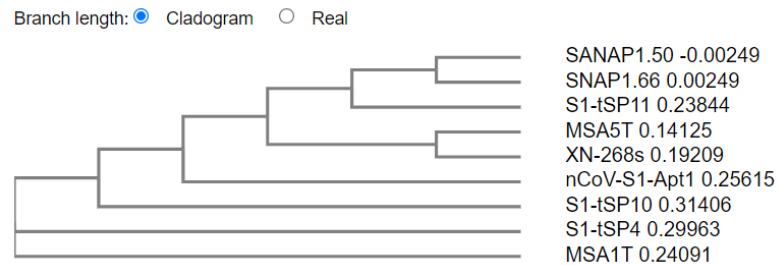 Branch length: Cladogram Real
SANAP1.50 -0.00249
SNAP1.66 0.00249
S1-tSP11 0.23844
MSA5T 0.14125
XN-268s 0.19209
nCoV-S1-Apt1 0.25615
S1-tSP10 0.31406
S1-tSP4 0.29963
MSA1T 0.24091